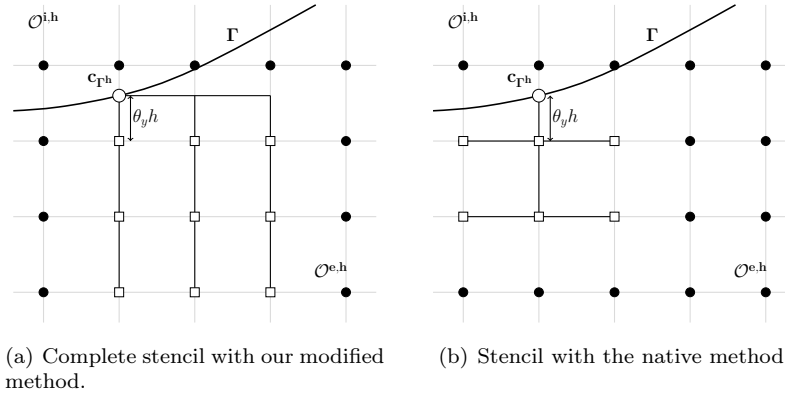 𝒪^{i,h}
Γ
c_{Γ^h}
θ_y h
𝒪^{e,h}
(a) Complete stencil with our modified
method.
𝒪^{i,h}
Γ
c_{Γ^h}
θ_y h
𝒪^{e,h}
(b) Stencil with the native method